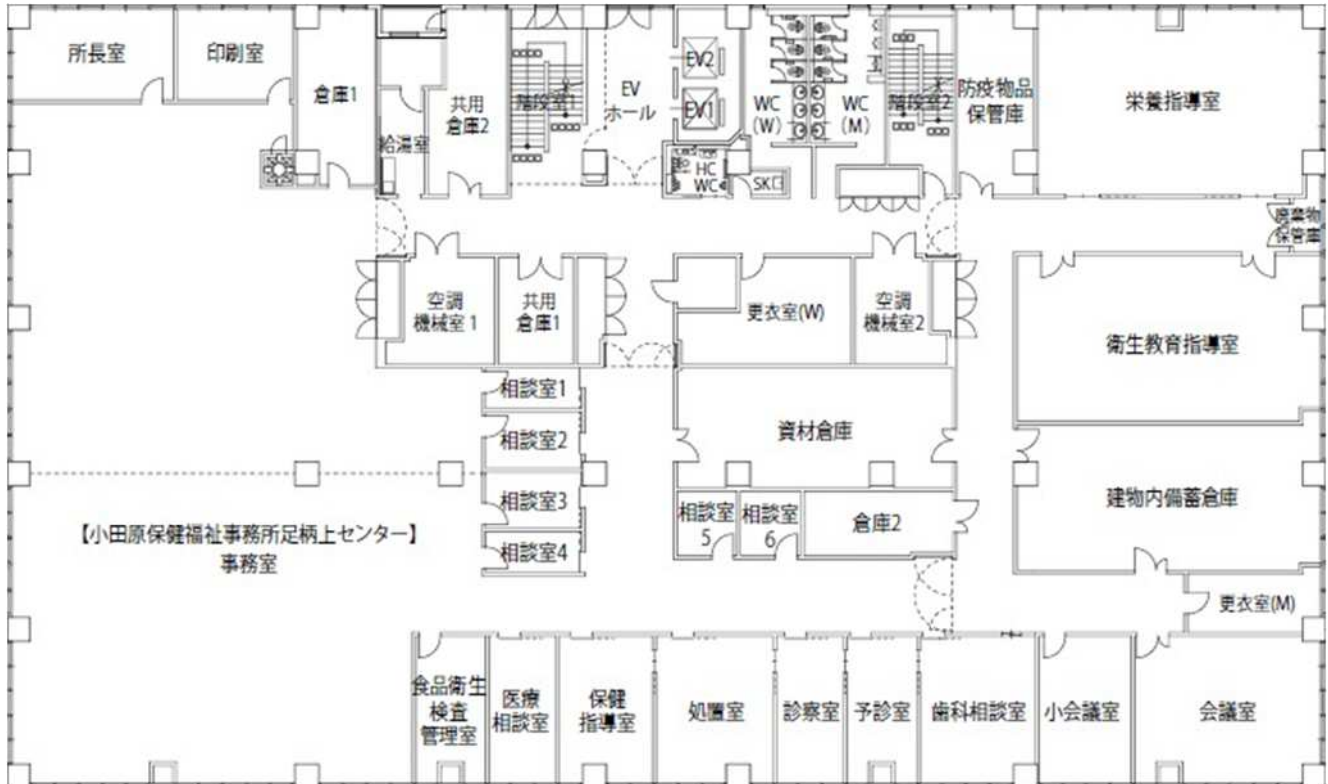 所長室
印刷室
倉庫1
給湯室
共用
倉庫2
階段室1
EV
ホール
EV2
EV1
HC
WC
SK
WC
(W)
WC
(M)
階段室2
防疫物品
保管庫
栄養指導室
廃棄物
保管庫
空調
機械室1
共用
倉庫1
更衣室(W)
空調
機械室2
衛生教育指導室
相談室1
相談室2
相談室3
相談室4
資材倉庫
相談室
5
相談室
6
倉庫2
建物内備蓄倉庫
【小田原保健福祉事務所足柄上センター】
事務室
更衣室(M)
食品衛生
検査
管理室
医療
相談室
保健
指導室
処置室
診察室
予診室
歯科相談室
小会議室
会議室